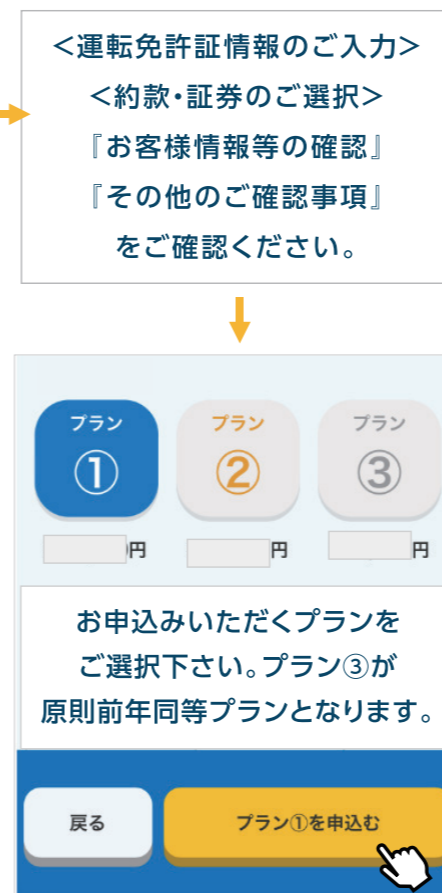 <運転免許証情報のご入力>
<約款・証券のご選択>
『お客様情報等の確認』
『その他のご確認事項』
をご確認ください。
プラン プラン プラン
① ② ③
円 円 円
お申込みいただくプランを
ご選択下さい。プラン③が
原則前年同等プランとなります。
戻る プラン①を申込む